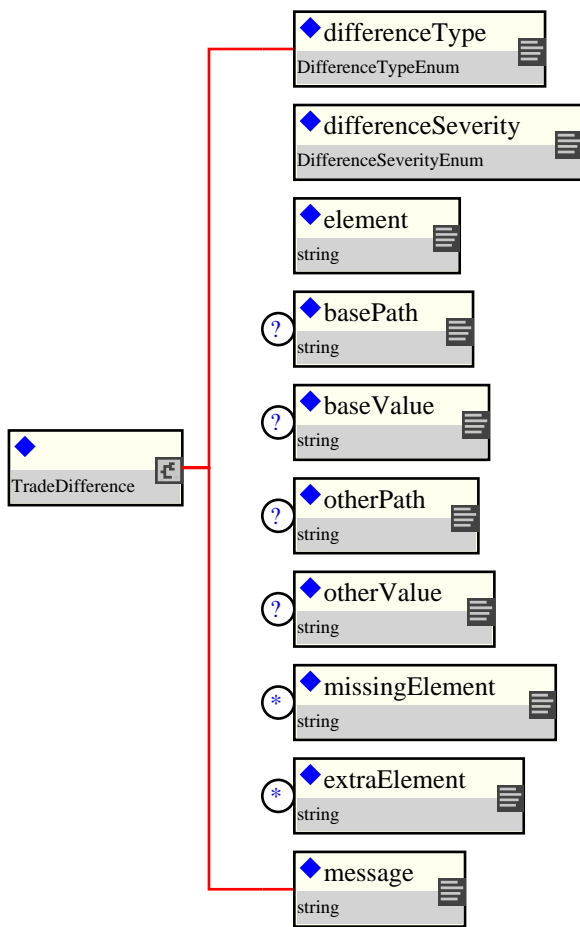 differenceType
DifferenceTypeEnum
differenceSeverity
DifferenceSeverityEnum
element
string
? basePath
string
? baseValue
string
TradeDifference
? otherPath
string
? otherValue
string
* missingElement
string
* extraElement
string
message
string